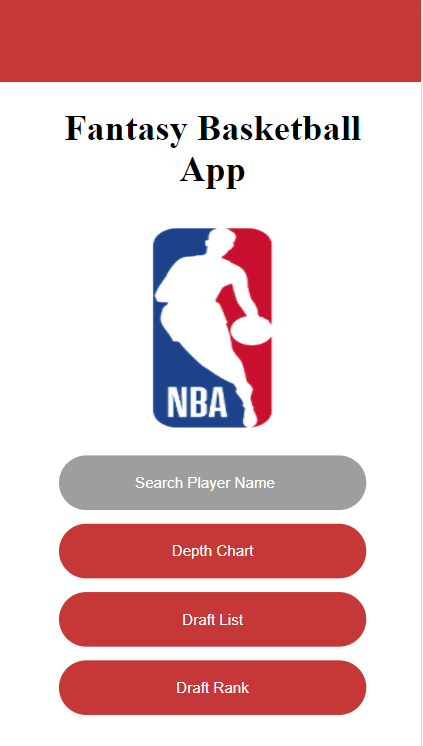 Fantasy Basketball
App
NBA
Search Player Name
Depth Chart
Draft List
Draft Rank